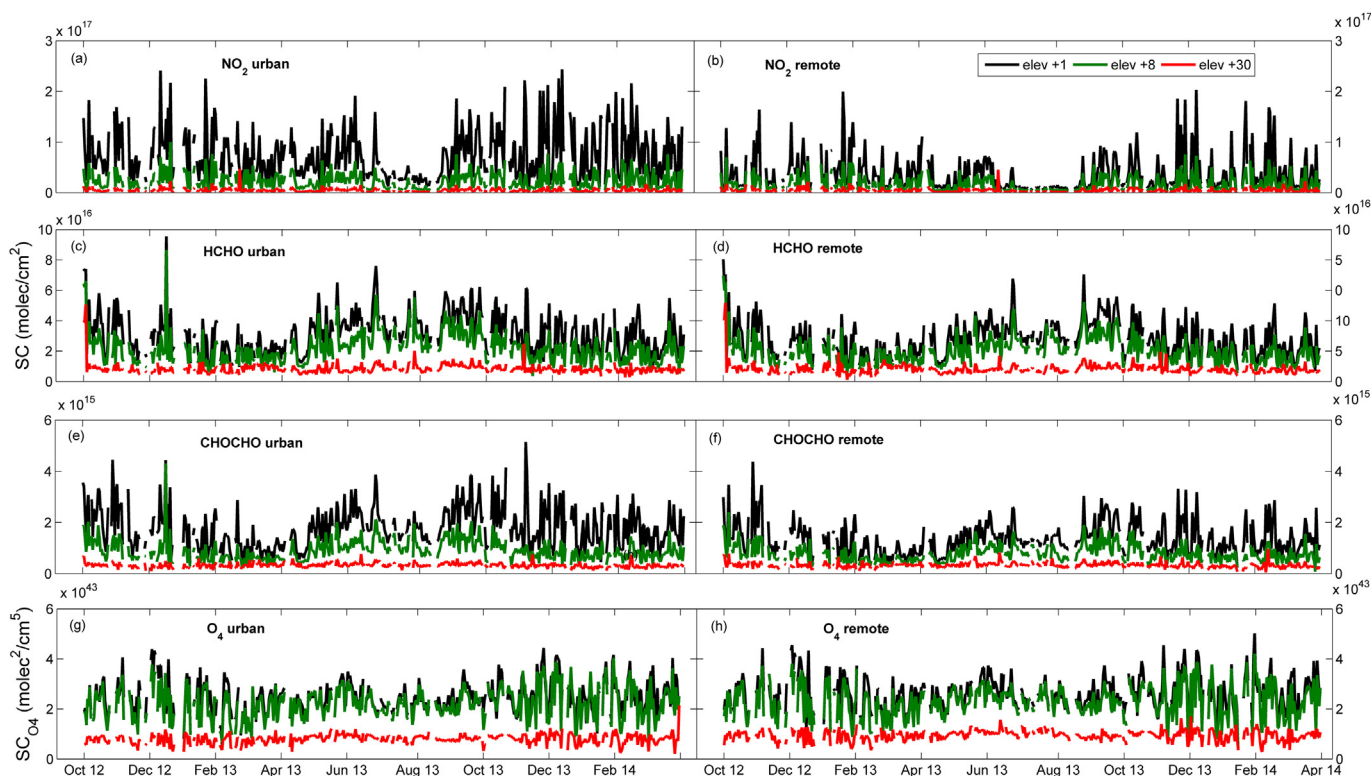 x 10^17
x 10^17
3
2
1
0
(a)
NO2 urban
(b)
NO2 remote
elev +1 elev +8 elev +30
3
2
1
0
x 10^16
x 10^16
10
8
6
4
2
0
(c)
HCHO urban
(d)
HCHO remote
10
5
0
10
5
0
SC (molec/cm^2)
x 10^15
x 10^15
6
4
2
0
(e)
CHOCHO urban
(f)
CHOCHO remote
6
4
2
0
x 10^43
x 10^43
6
4
2
0
(g)
O4 urban
(h)
O4 remote
6
4
2
0
SC_O4 (molec^2/cm^5)
Oct 12 Dec 12 Feb 13 Apr 13 Jun 13 Aug 13 Oct 13 Dec 13 Feb 14
Oct 12 Dec 12 Feb 13 Apr 13 Jun 13 Aug 13 Oct 13 Dec 13 Feb 14 Apr 14